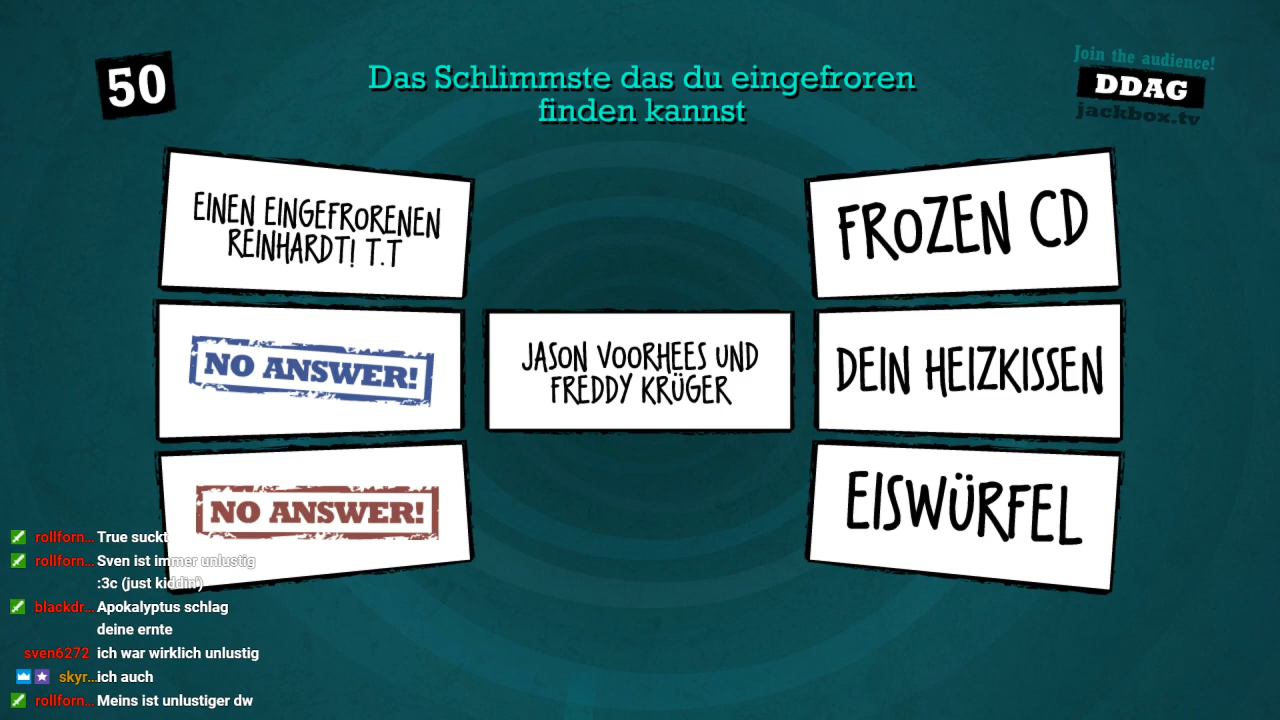 50
Das Schlimmste das du eingefroren
finden kannst
Join the audience!
DDAG
jackbox.tv
EINEN EINGEFRORENEN
REINHARDT! T.T
NO ANSWER!
NO ANSWER!
JASON VOORHEES UND
FREDDY KRÜGER
FROZEN CD
DEIN HEIZKISSEN
EISWÜRFEL
rollforn... True suckt
rollforn... Sven ist immer unlustig
:3c (just kiddin')
blackdr... Apokalyptus schlag
deine ernte
sven6272 ich war wirklich unlustig
skyr... ich auch
rollforn... Meins ist unlustiger dw